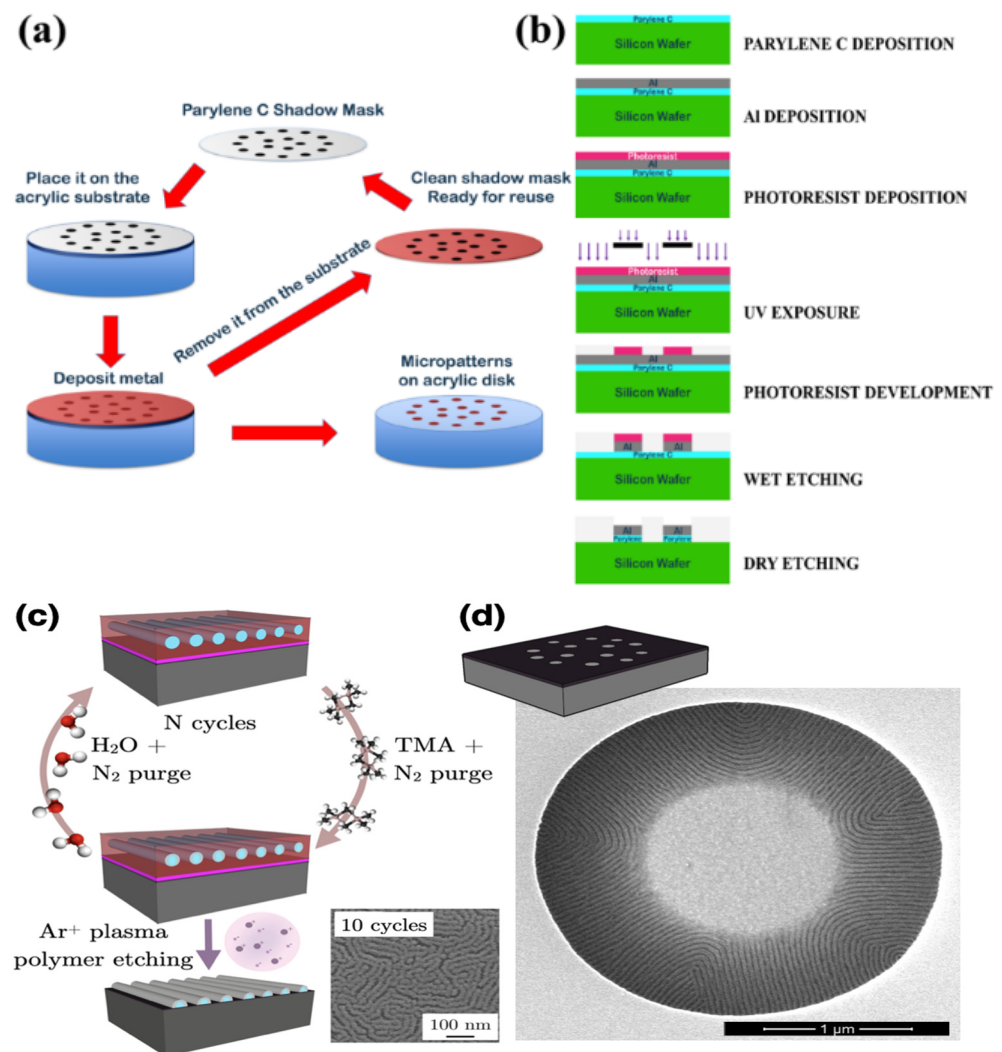 (a)
Parylene C Shadow Mask
Place it on the
acrylic substrate
Clean shadow mask
Ready for reuse
Remove it from the substrate
Deposit metal
Micropatterns
on acrylic disk
(b)
Parylene C
Silicon Wafer
PARYLENE C DEPOSITION
Al
Parylene C
Silicon Wafer
Al DEPOSITION
Photoresist
Al
Parylene C
Silicon Wafer
PHOTORESIST DEPOSITION
Photoresist
Al
Parylene C
Silicon Wafer
UV EXPOSURE
Al
Parylene C
Silicon Wafer
PHOTORESIST DEVELOPMENT
Al Al
Parylene C
Silicon Wafer
WET ETCHING
Al Al
Parylene Parylene
Silicon Wafer
DRY ETCHING
(c)
N cycles
H₂O +
N₂ purge
TMA +
N₂ purge
Ar⁺ plasma
polymer etching
10 cycles
100 nm
(d)
1 µm